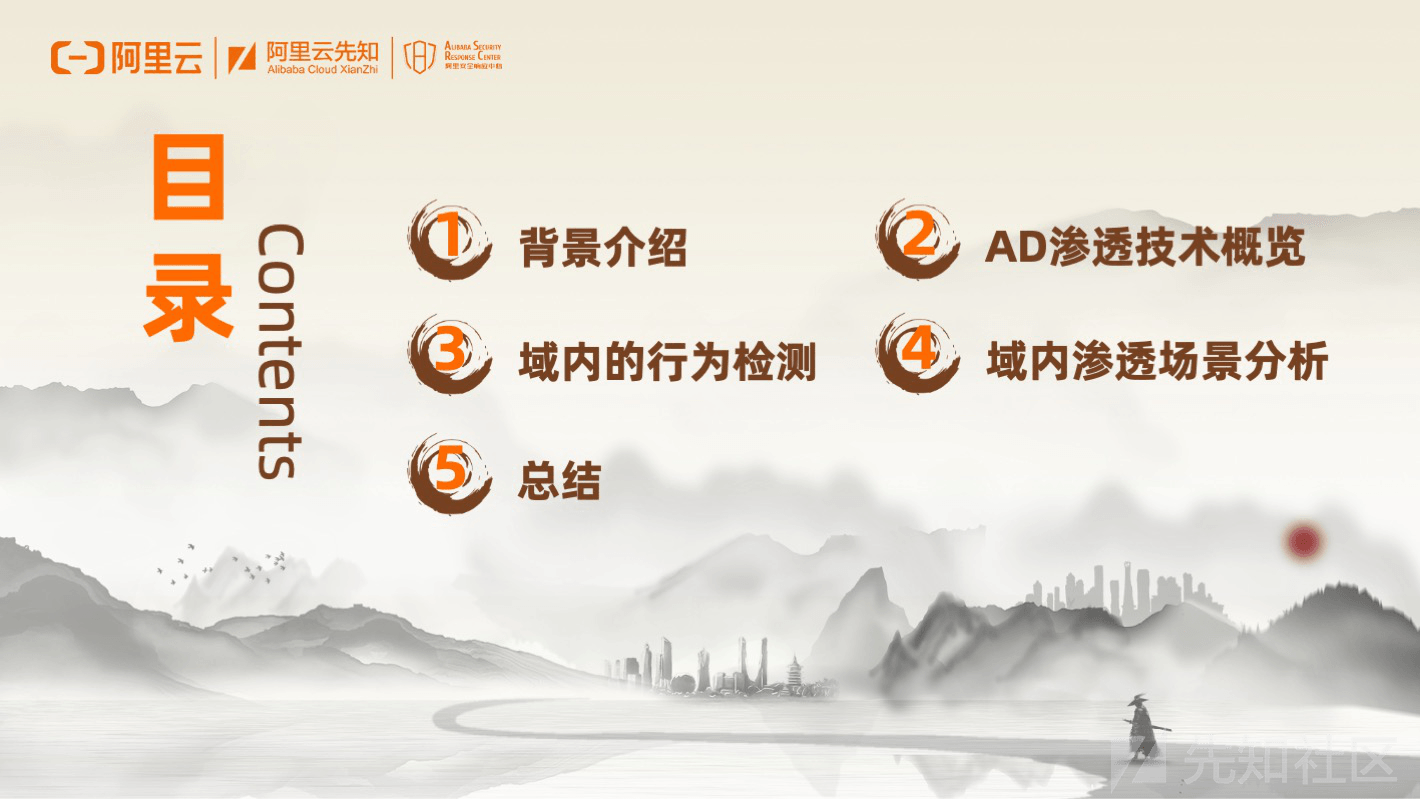 阿里云
阿里云先知
Alibaba Cloud XianZhi
ALIBABA SECURITY
RESPONSE CENTER
阿里安全响应中心
目录
Contents
1 背景介绍
2 AD渗透技术概览
3 域内的行为检测
4 域内渗透场景分析
5 总结
先知社区